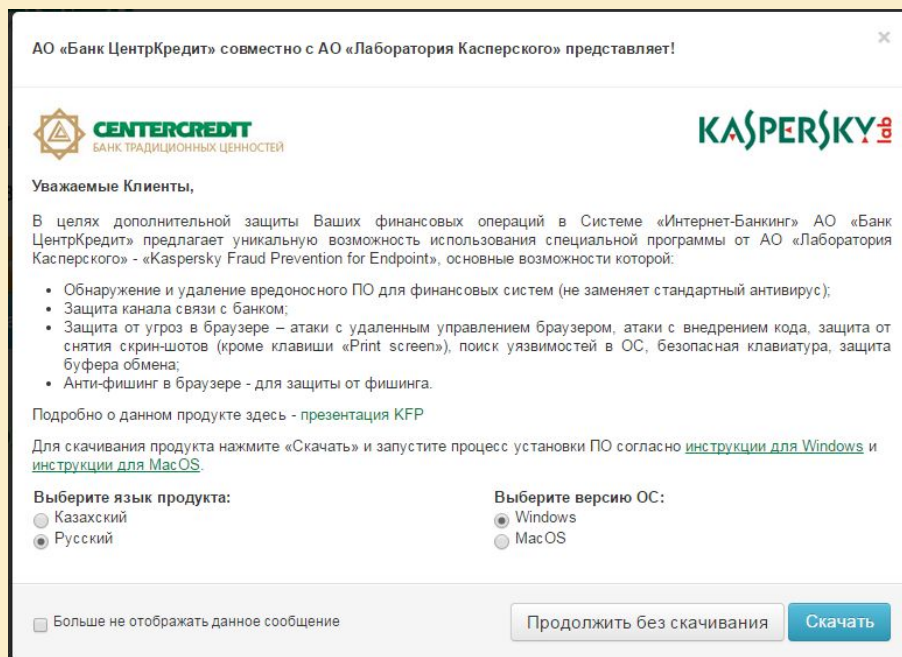 АО «Банк ЦентрКредит» совместно с АО «Лаборатория Касперского» представляет!
×
CENTERCREDIT
БАНК ТРАДИЦИОННЫХ ЦЕННОСТЕЙ
KASPERSKY lab
Уважаемые Клиенты,
В целях дополнительной защиты Ваших финансовых операций в Системе «Интернет-Банкинг» АО «Банк
ЦентрКредит» предлагает уникальную возможность использования специальной программы от АО «Лаборатория
Касперского» - «Kaspersky Fraud Prevention for Endpoint», основные возможности которой:
• Обнаружение и удаление вредоносного ПО для финансовых систем (не заменяет стандартный антивирус);
• Защита канала связи с банком;
• Защита от угроз в браузере – атаки с удаленным управлением браузером, атаки с внедрением кода, защита от
снятия скрин-шотов (кроме клавиши «Print screen»), поиск уязвимостей в ОС, безопасная клавиатура, защита
буфера обмена;
• Анти-фишинг в браузере - для защиты от фишинга.
Подробно о данном продукте здесь - презентация KFP
Для скачивания продукта нажмите «Скачать» и запустите процесс установки ПО согласно инструкции для Windows и
инструкции для MacOS.
Выберите язык продукта:
Казахский
Русский
Выберите версию ОС:
Windows
MacOS
Больше не отображать данное сообщение
Продолжить без скачивания
Скачать